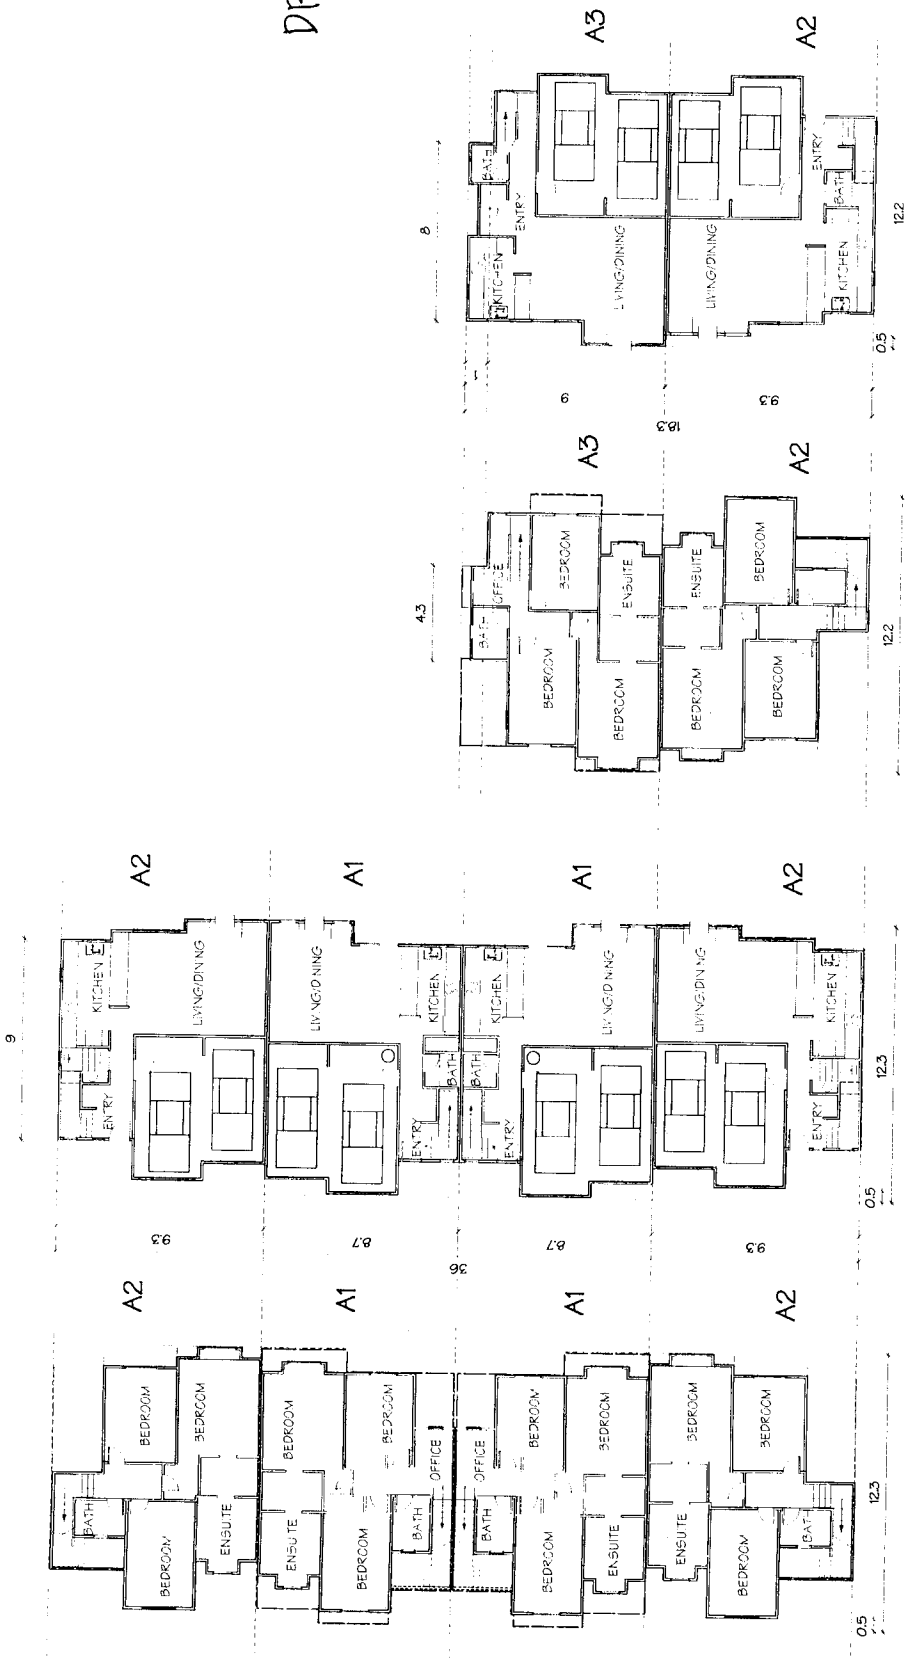 DR
A3
A2
8
BATH
ENTRY
KITCHEN
LIVING/DINING
LIVING/DINING
ENTRY
BATH
KITCHEN
12.2
0.5
1
9
18.3
9.3
A3
A2
4.3
OFFICE
BATH
BEDROOM
ENSUITE
BEDROOM
BEDROOM
ENSUITE
BEDROOM
BEDROOM
BEDROOM
12.2
A2
A1
A1
A2
9
KITCHEN
LIVING/DINING
ENTRY
LIVING/DINING
KITCHEN
BATH
ENTRY
KITCHEN
BATH
ENTRY
LIVING/DINING
LIVING/DINING
KITCHEN
ENTRY
12.3
0.5
9.3
8.7
36
8.7
9.3
A2
A1
A1
A2
BEDROOM
BEDROOM
BATH
ENSUITE
BEDROOM
BEDROOM
BEDROOM
OFFICE
ENSUITE
BATH
BEDROOM
OFFICE
BEDROOM
BEDROOM
BATH
ENSUITE
BEDROOM
BEDROOM
BEDROOM
ENSUITE
BATH
BEDROOM
12.3
0.5